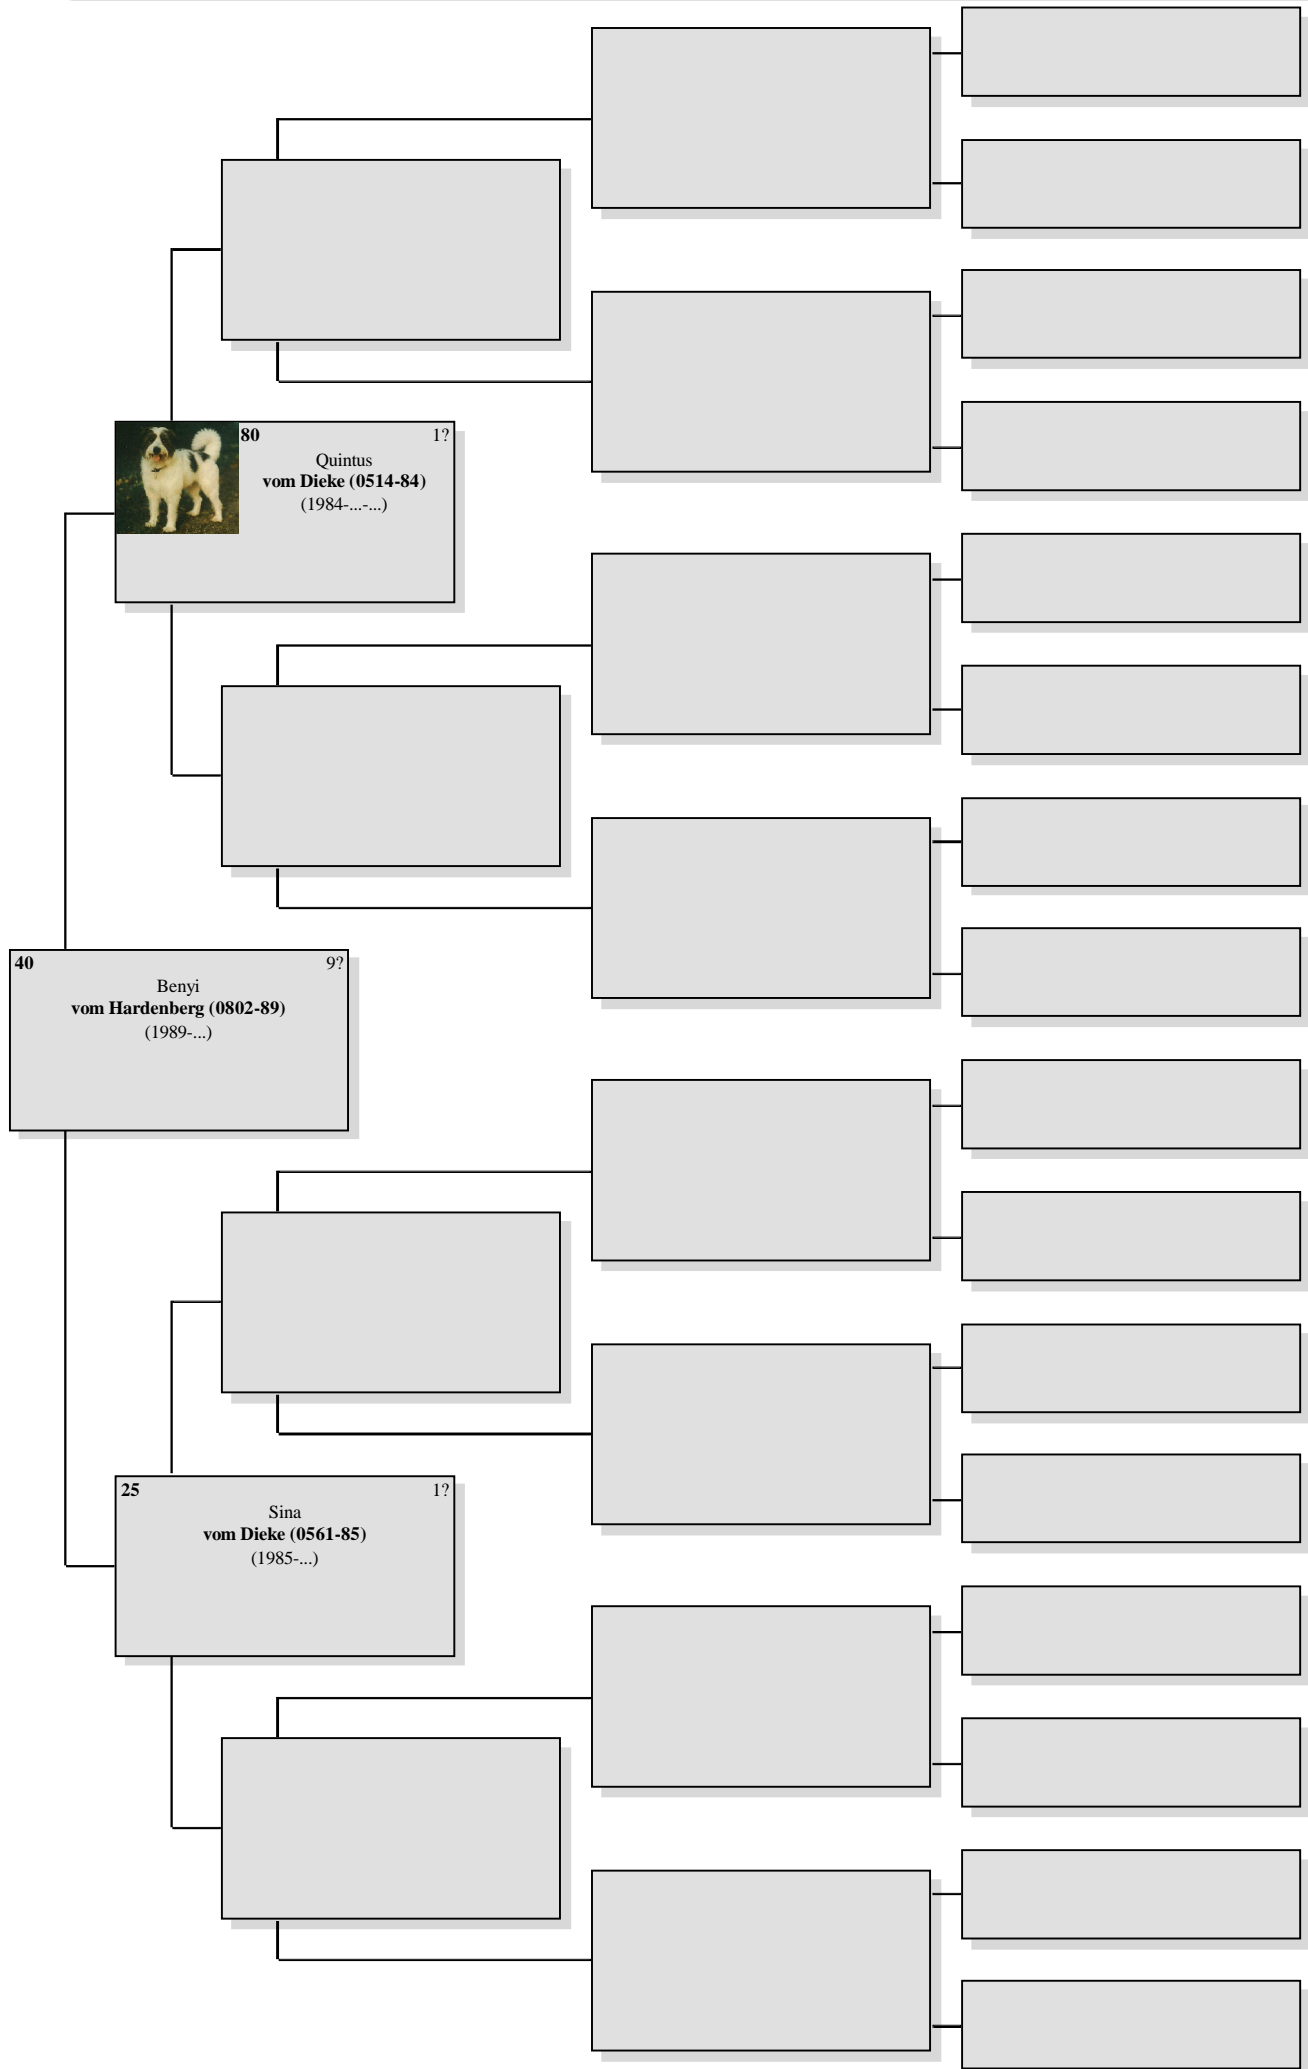 80 1?
Quintus
vom Dieke (0514-84)
(1984-...-...)
40 9?
Benyi
vom Hardenberg (0802-89)
(1989-...)
25 1?
Sina
vom Dieke (0561-85)
(1985-...)